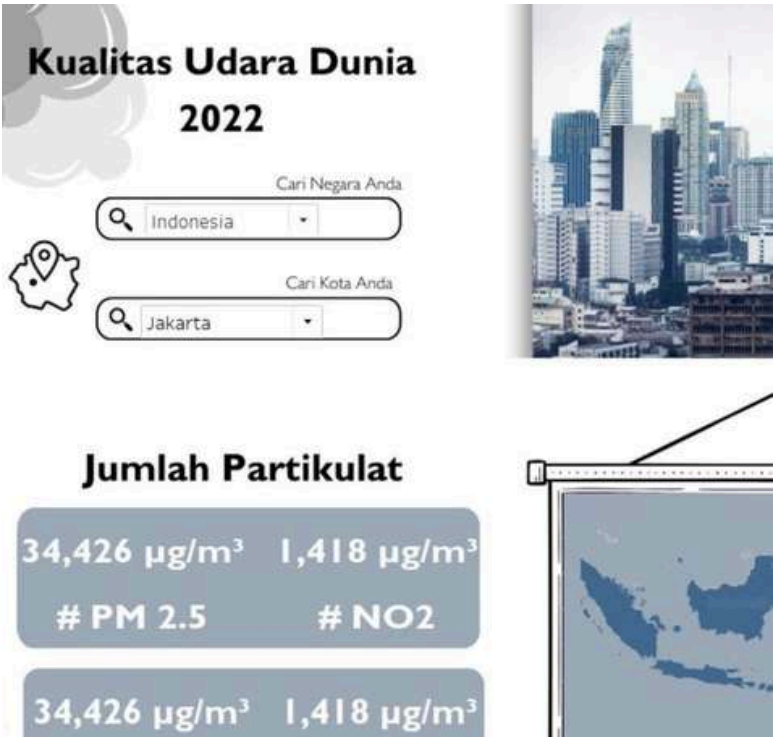 Kualitas Udara Dunia
2022
Cari Negara Anda
Indonesia
Cari Kota Anda
Jakarta
Jumlah Partikulat
34,426 µg/m³ 1,418 µg/m³
# PM 2.5 # NO2
34,426 µg/m³ 1,418 µg/m³